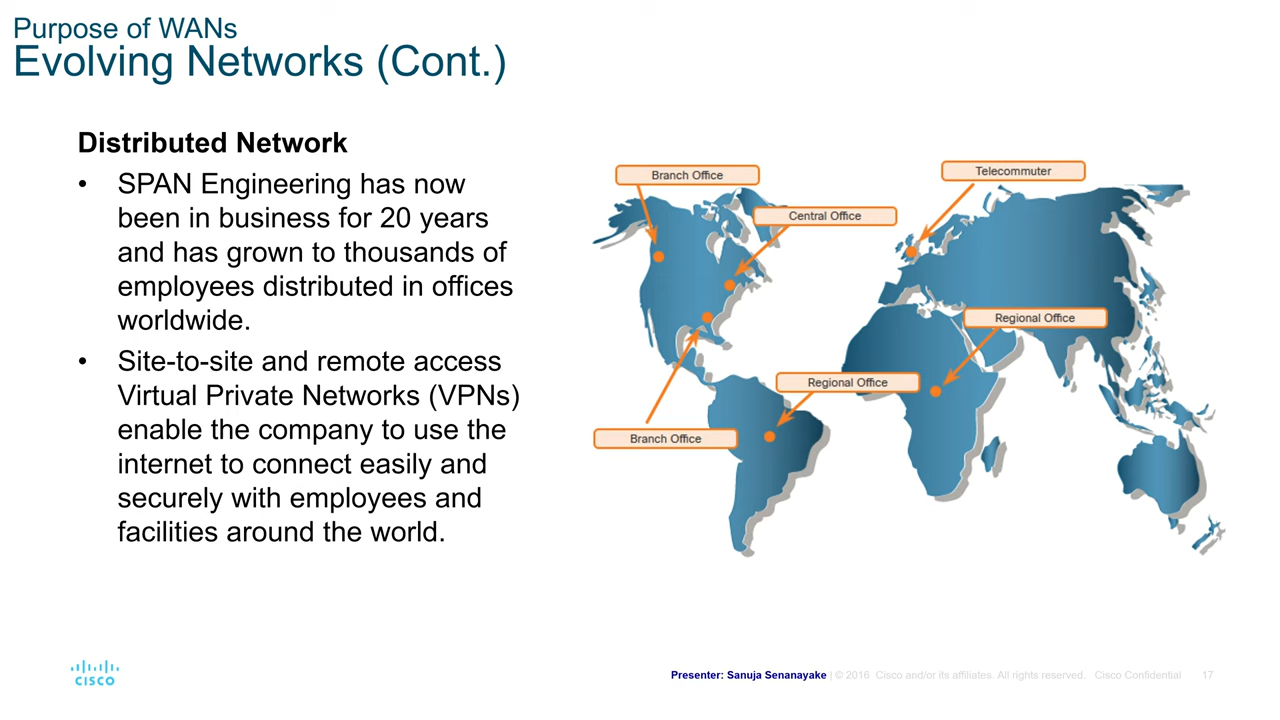 Purpose of WANs
Evolving Networks (Cont.)
Distributed Network
• SPAN Engineering has now
been in business for 20 years
and has grown to thousands of
employees distributed in offices
worldwide.
• Site-to-site and remote access
Virtual Private Networks (VPNs)
enable the company to use the
internet to connect easily and
securely with employees and
facilities around the world.
Branch Office
Telecommuter
Central Office
Regional Office
Regional Office
Branch Office
CISCO
Presenter: Sanuja Senanayake | © 2016 Cisco and/or its affiliates. All rights reserved. Cisco Confidential 17